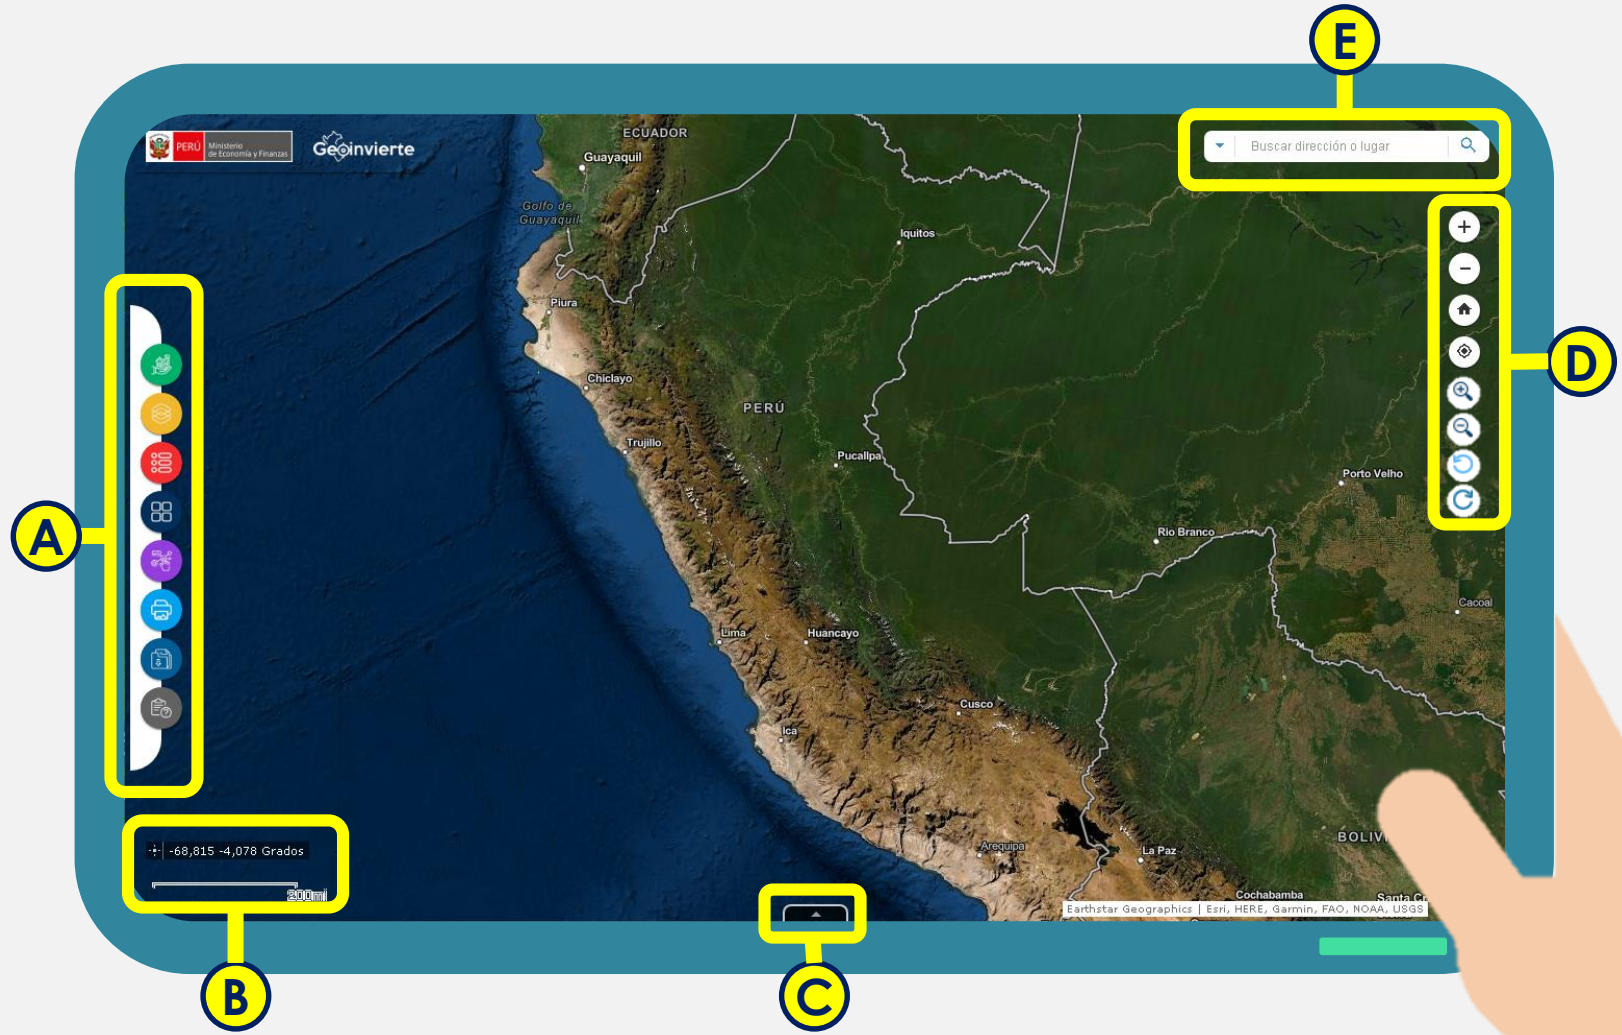 E
PERÚ
Ministerio
de Economía y Finanzas
Geoinvierte
Buscar dirección o lugar
ECUADOR
Guayaquil
Golfo de
Guayaquil
Iquitos
Piura
Chiclayo
PERÚ
D
Trujillo
Pucallpa
Porto Velho
A
Rio Branco
Cacoal
Lima
Huancayo
Cusco
Ica
-68,815 -4,078 Grados
Arequipa
La Paz
BOLIV
200mi
Cochabamba
Santa Cr
Earthstar Geographics | Esri, HERE, Garmin, FAO, NOAA, USGS
B
C